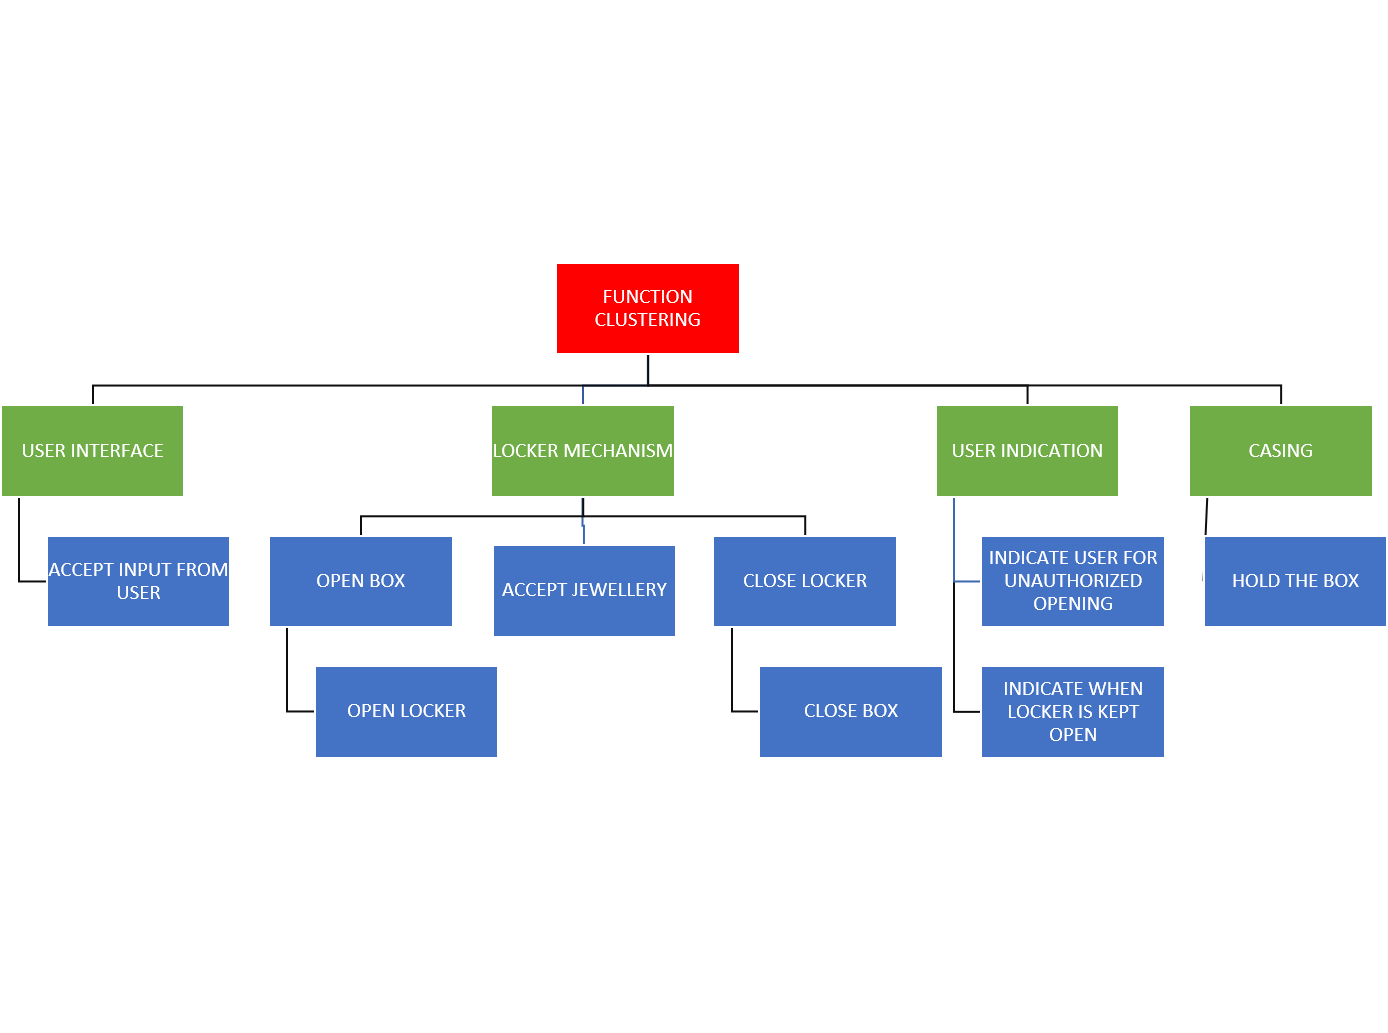 FUNCTION
CLUSTERING
USER INTERFACE
LOCKER MECHANISM
USER INDICATION
CASING
ACCEPT INPUT FROM
USER
OPEN BOX
ACCEPT JEWELLERY
CLOSE LOCKER
INDICATE USER FOR
UNAUTHORIZED
OPENING
HOLD THE BOX
OPEN LOCKER
CLOSE BOX
INDICATE WHEN
LOCKER IS KEPT
OPEN